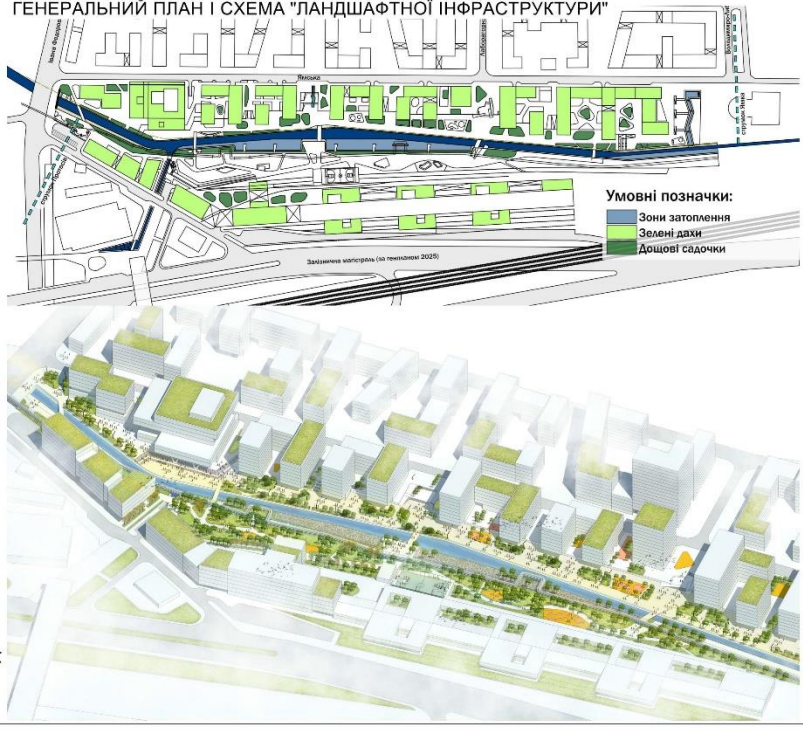 ГЕНЕРАЛЬНИЙ ПЛАН І СХЕМА "ЛАНДШАФТНОЇ ІНФРАСТРУКТУРИ"
Ямська
Умовні позначки:
Зони затоплення
Зелені дахи
Дощові садочки
Залізнична магістраль (за генпланом 2025)